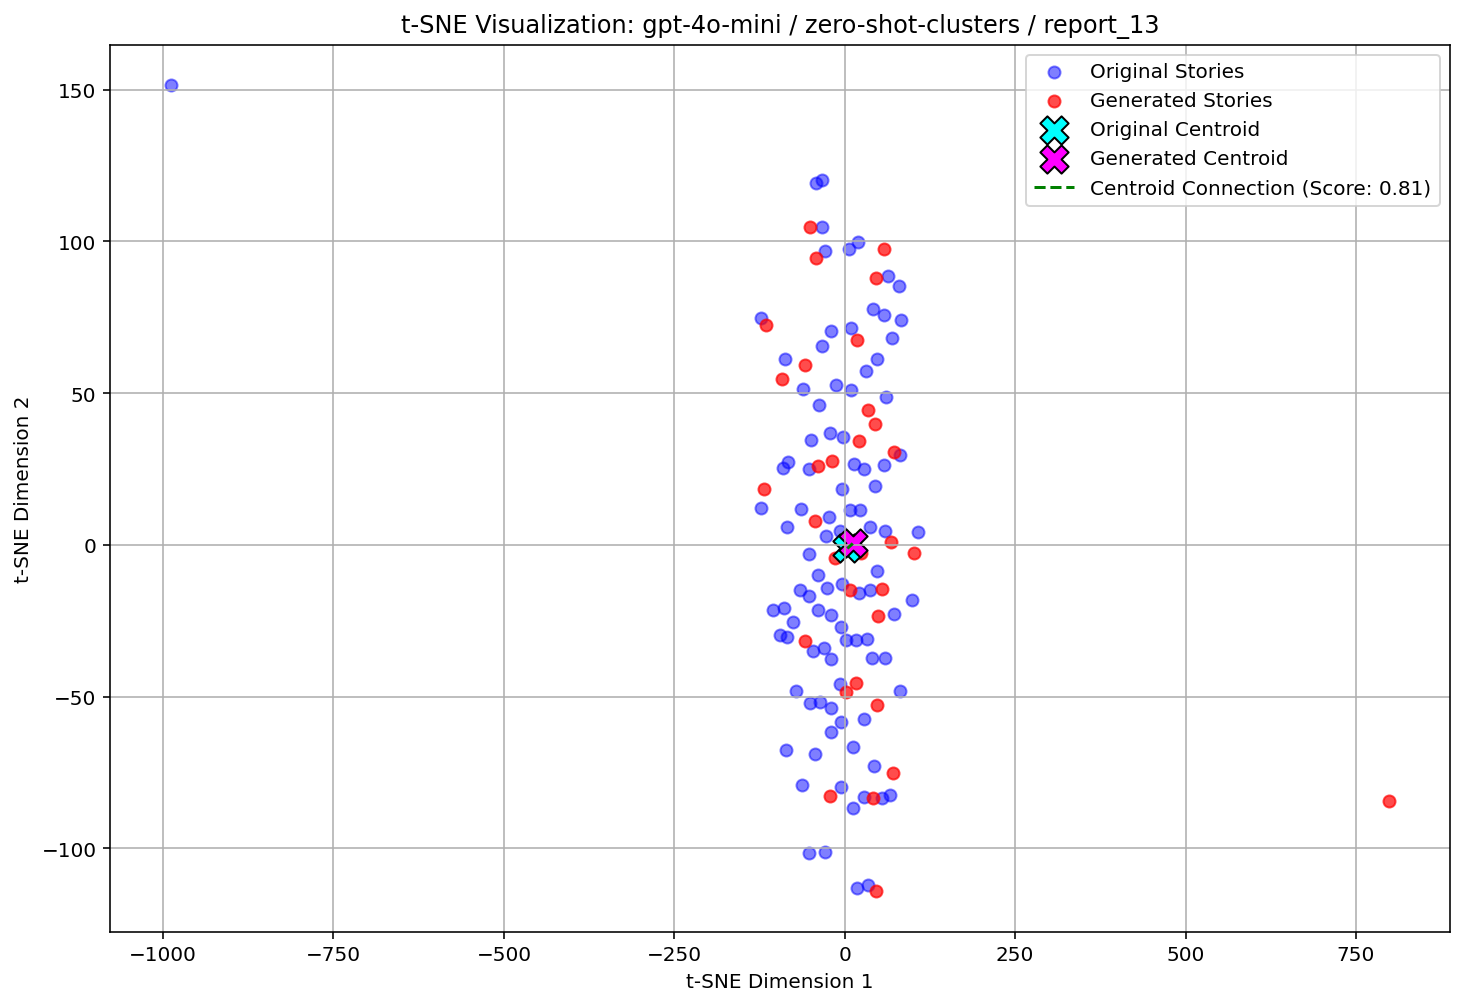 t-SNE Visualization: gpt-4o-mini / zero-shot-clusters / report_13
Original Stories
Generated Stories
Original Centroid
Generated Centroid
Centroid Connection (Score: 0.81)
t-SNE Dimension 2
150
100
50
0
−50
−100
−1000
−750
−500
−250
0
250
500
750
t-SNE Dimension 1